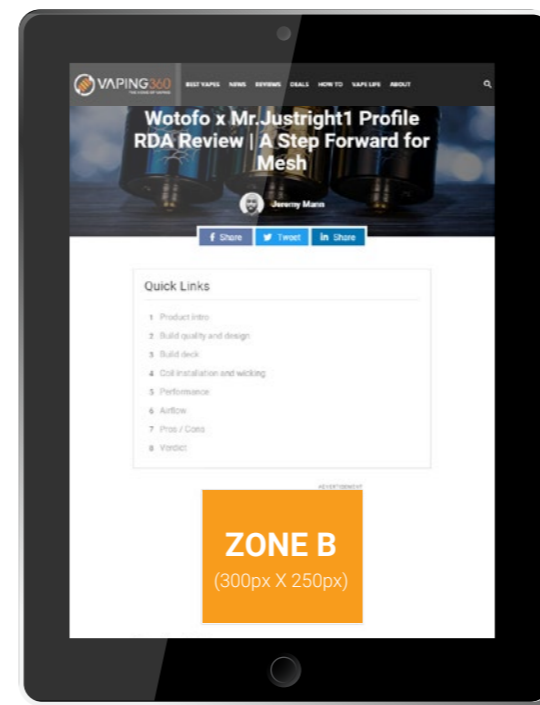 VAPING360
BEST VAPES NEWS REVIEWS DEALS HOW TO VAPE LIFE ABOUT
Wotofo x Mr.Justright1 Profile
RDA Review | A Step Forward for
Mesh
Jeremy Mann
f Share Tweet in Share
Quick Links
1 Product intro
2 Build quality and design
3 Build deck
4 Coil installation and wicking
5 Performance
6 Airflow
7 Pros / Cons
8 Verdict
ADVERTISEMENT
ZONE B
(300px X 250px)